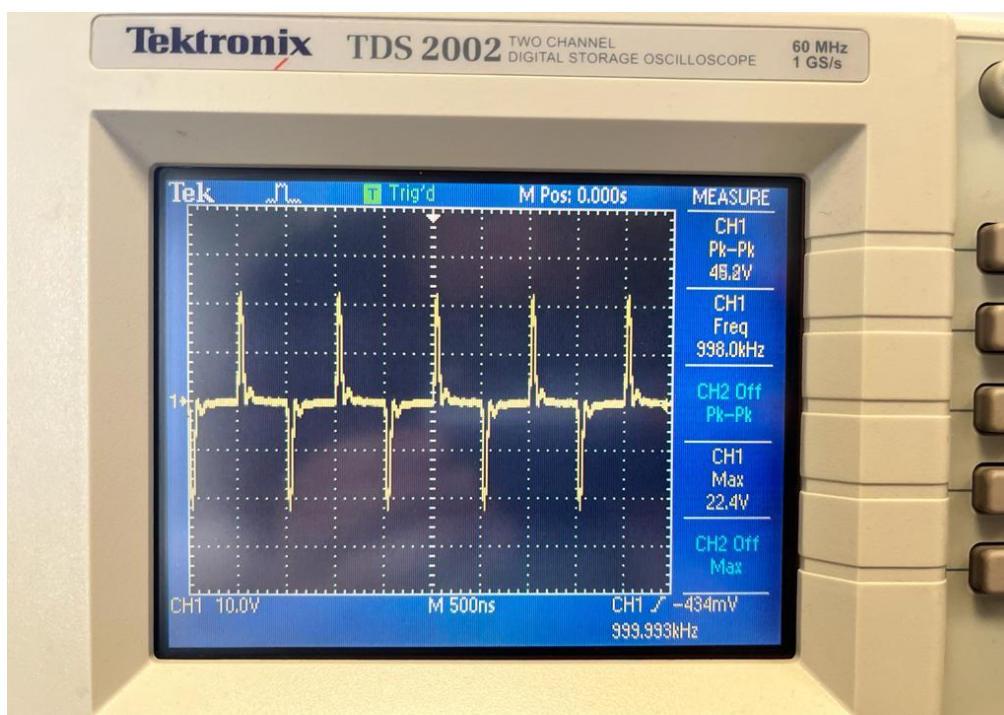 Tektronix TDS 2002 TWO CHANNEL
DIGITAL STORAGE OSCILLOSCOPE
60 MHz
1 GS/s
Tek
T Trig'd
M Pos: 0.000s
MEASURE
CH1
Pk-Pk
CH1
Freq
998.0kHz
CH2 Off
Pk-Pk
CH1
Max
22.4V
CH2 Off
Max
1
CH1 10.0V
M 500ns
CH1 -434mV
999.993kHz